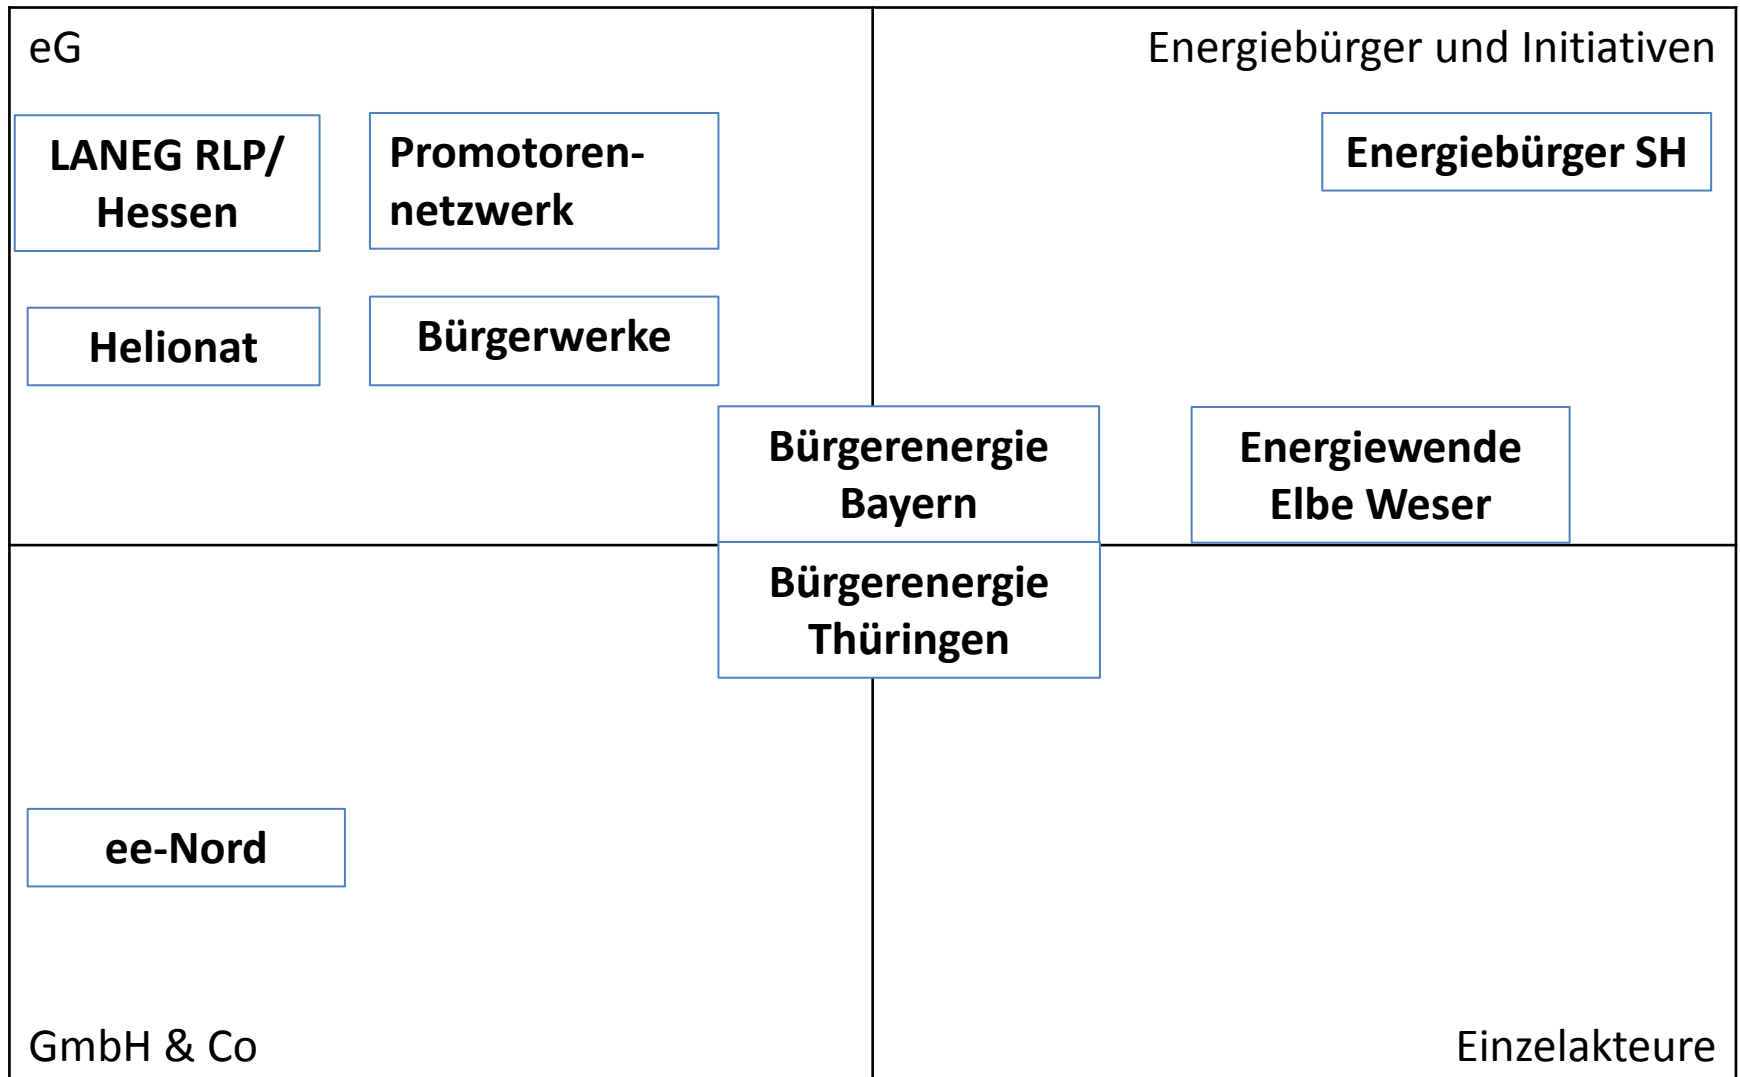 eG
Energiebürger und Initiativen
LANEG RLP/
Hessen
Promotoren-
netzwerk
Energiebürger SH
Helionat
Bürgerwerke
Bürgerenergie
Bayern
Energiewende
Elbe Weser
Bürgerenergie
Thüringen
ee-Nord
GmbH & Co
Einzelakteure